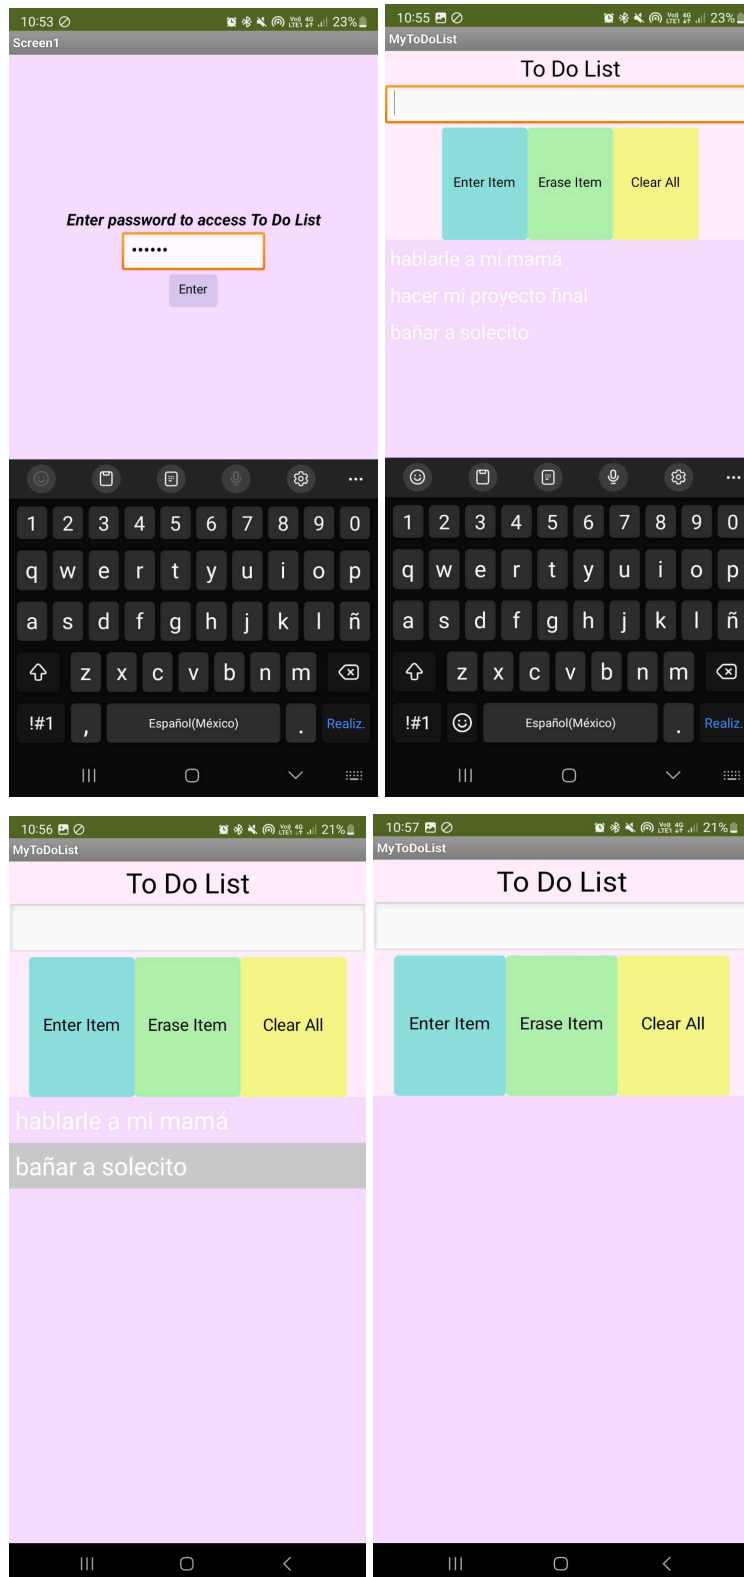 10:53 23%
Screen1
Enter password to access To Do List
••••••
Enter
1 2 3 4 5 6 7 8 9 0
q w e r t y u i o p
a s d f g h j k l ñ
z x c v b n m
!#1 , Español(México) . Realiz.
10:55 23%
MyToDoList
To Do List
Enter Item Erase Item Clear All
hablarle a mi mamá
hacer mi proyecto final
bañar a solecito
1 2 3 4 5 6 7 8 9 0
q w e r t y u i o p
a s d f g h j k l ñ
z x c v b n m
!#1 Español(México) . Realiz.
10:56 21%
MyToDoList
To Do List
Enter Item Erase Item Clear All
hablarle a mi mamá
bañar a solecito
10:57 21%
MyToDoList
To Do List
Enter Item Erase Item Clear All